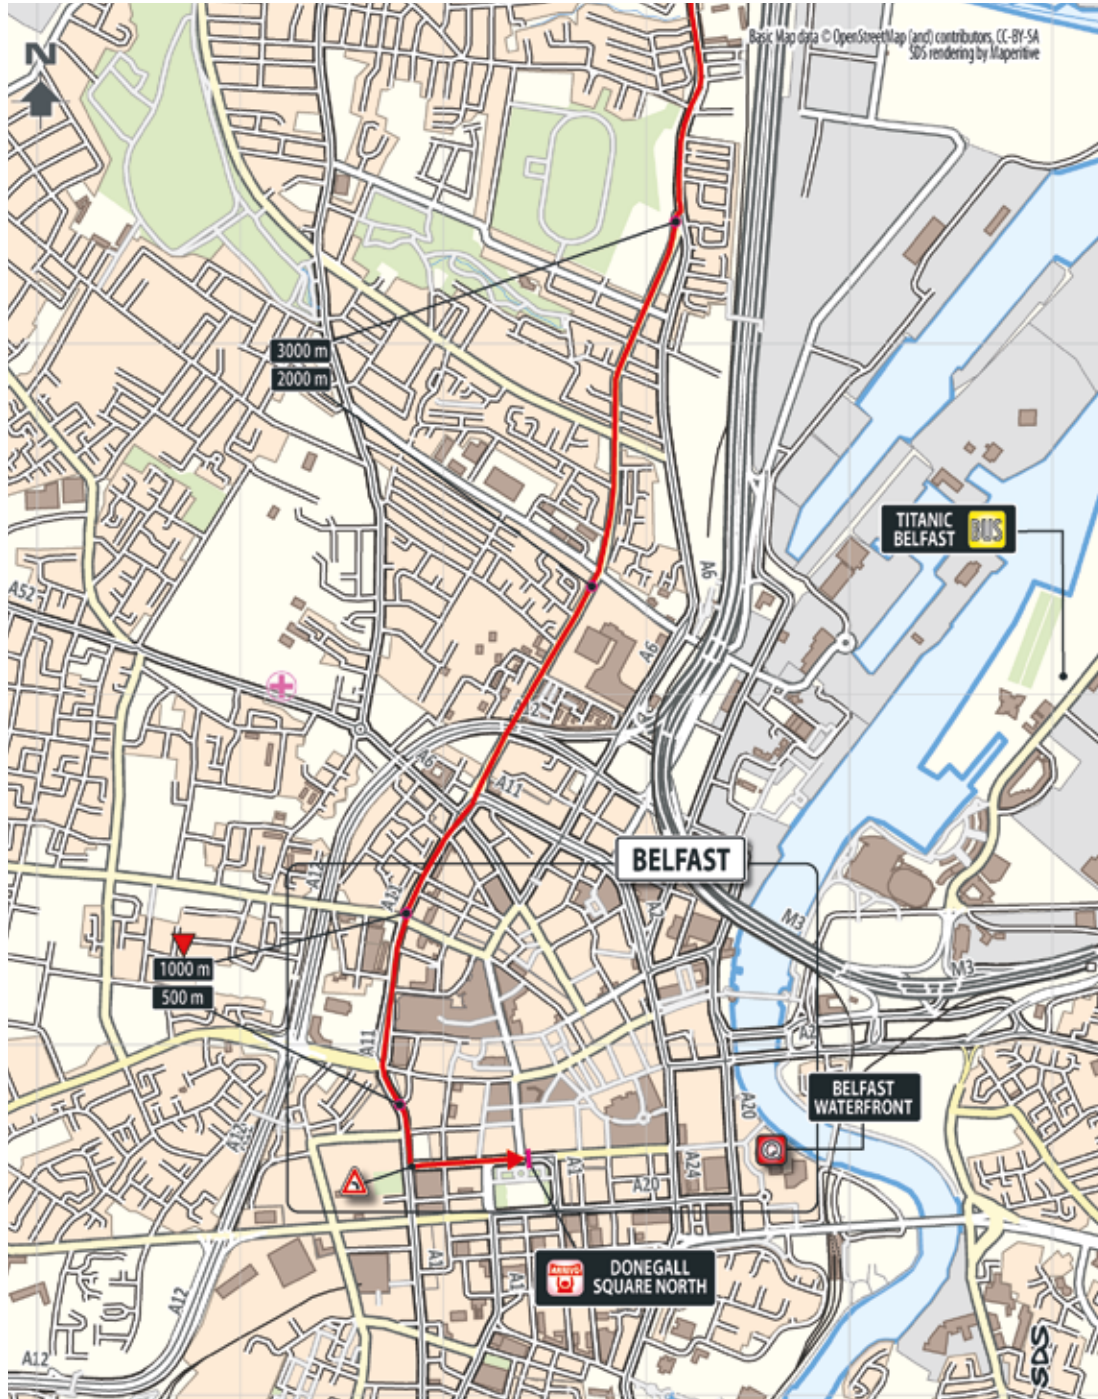 Basic Map data © OpenStreetMap (and) contributors, CC-BY-SA
SDS rendering by Maperitive
N
3000 m
2000 m
TITANIC
BELFAST BUS
A52
A6
A6
A6
A11
A12
BELFAST
A2
M3
M3
1000 m
500 m
A11
A2
BELFAST
WATERFRONT
A20
A12
A1
A24
A20
ARRIVO
DONEGALL
SQUARE NORTH
A1
A1
A12
A12
SDS